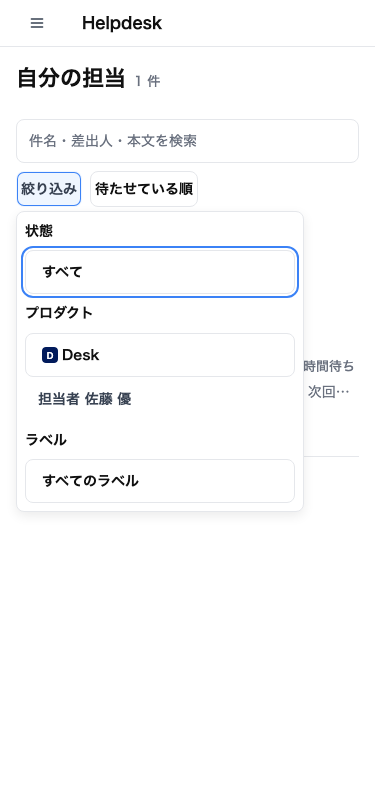 Helpdesk
自分の担当 1 件
件名・差出人・本文を検索
絞り込み 待たせている順
状態
すべて
プロダクト
D Desk
時間待ち
担当者 佐藤 優
次回…
ラベル
すべてのラベル